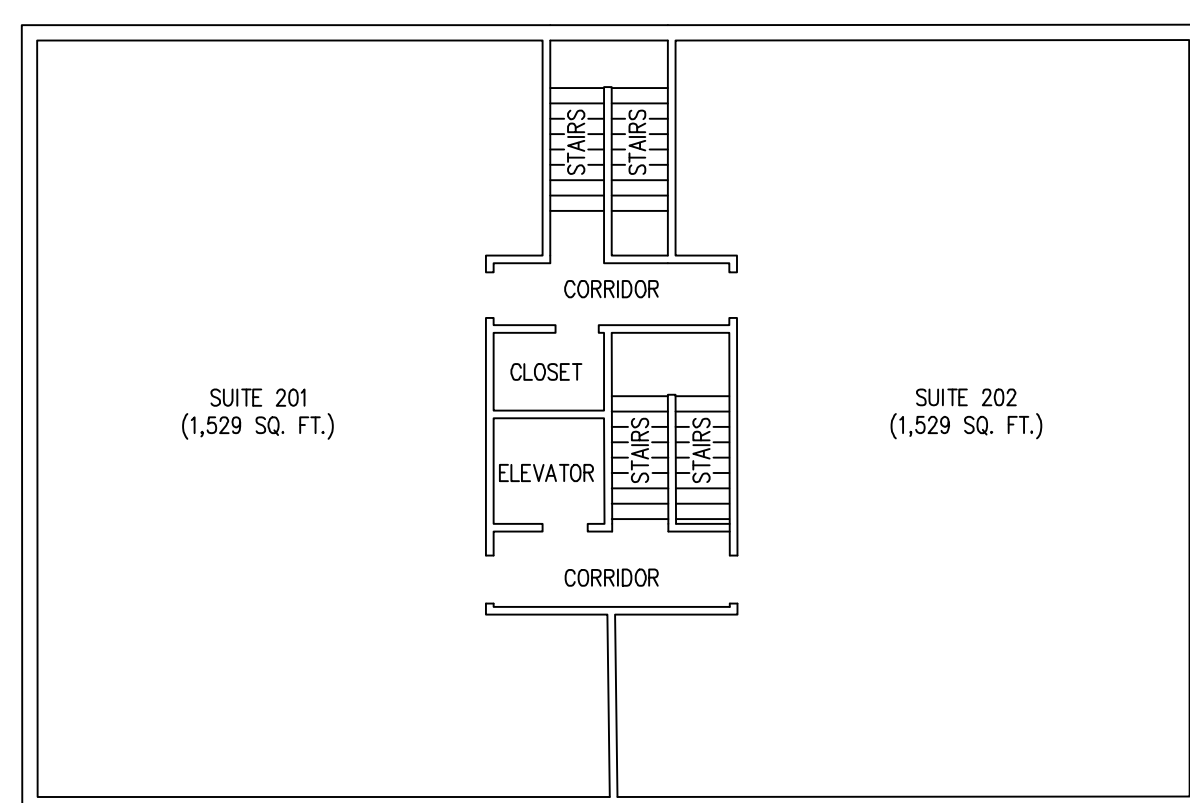 STAIRS
STAIRS
CORRIDOR
CLOSET
SUITE 201
(1,529 SQ. FT.)
SUITE 202
(1,529 SQ. FT.)
STAIRS
STAIRS
ELEVATOR
CORRIDOR